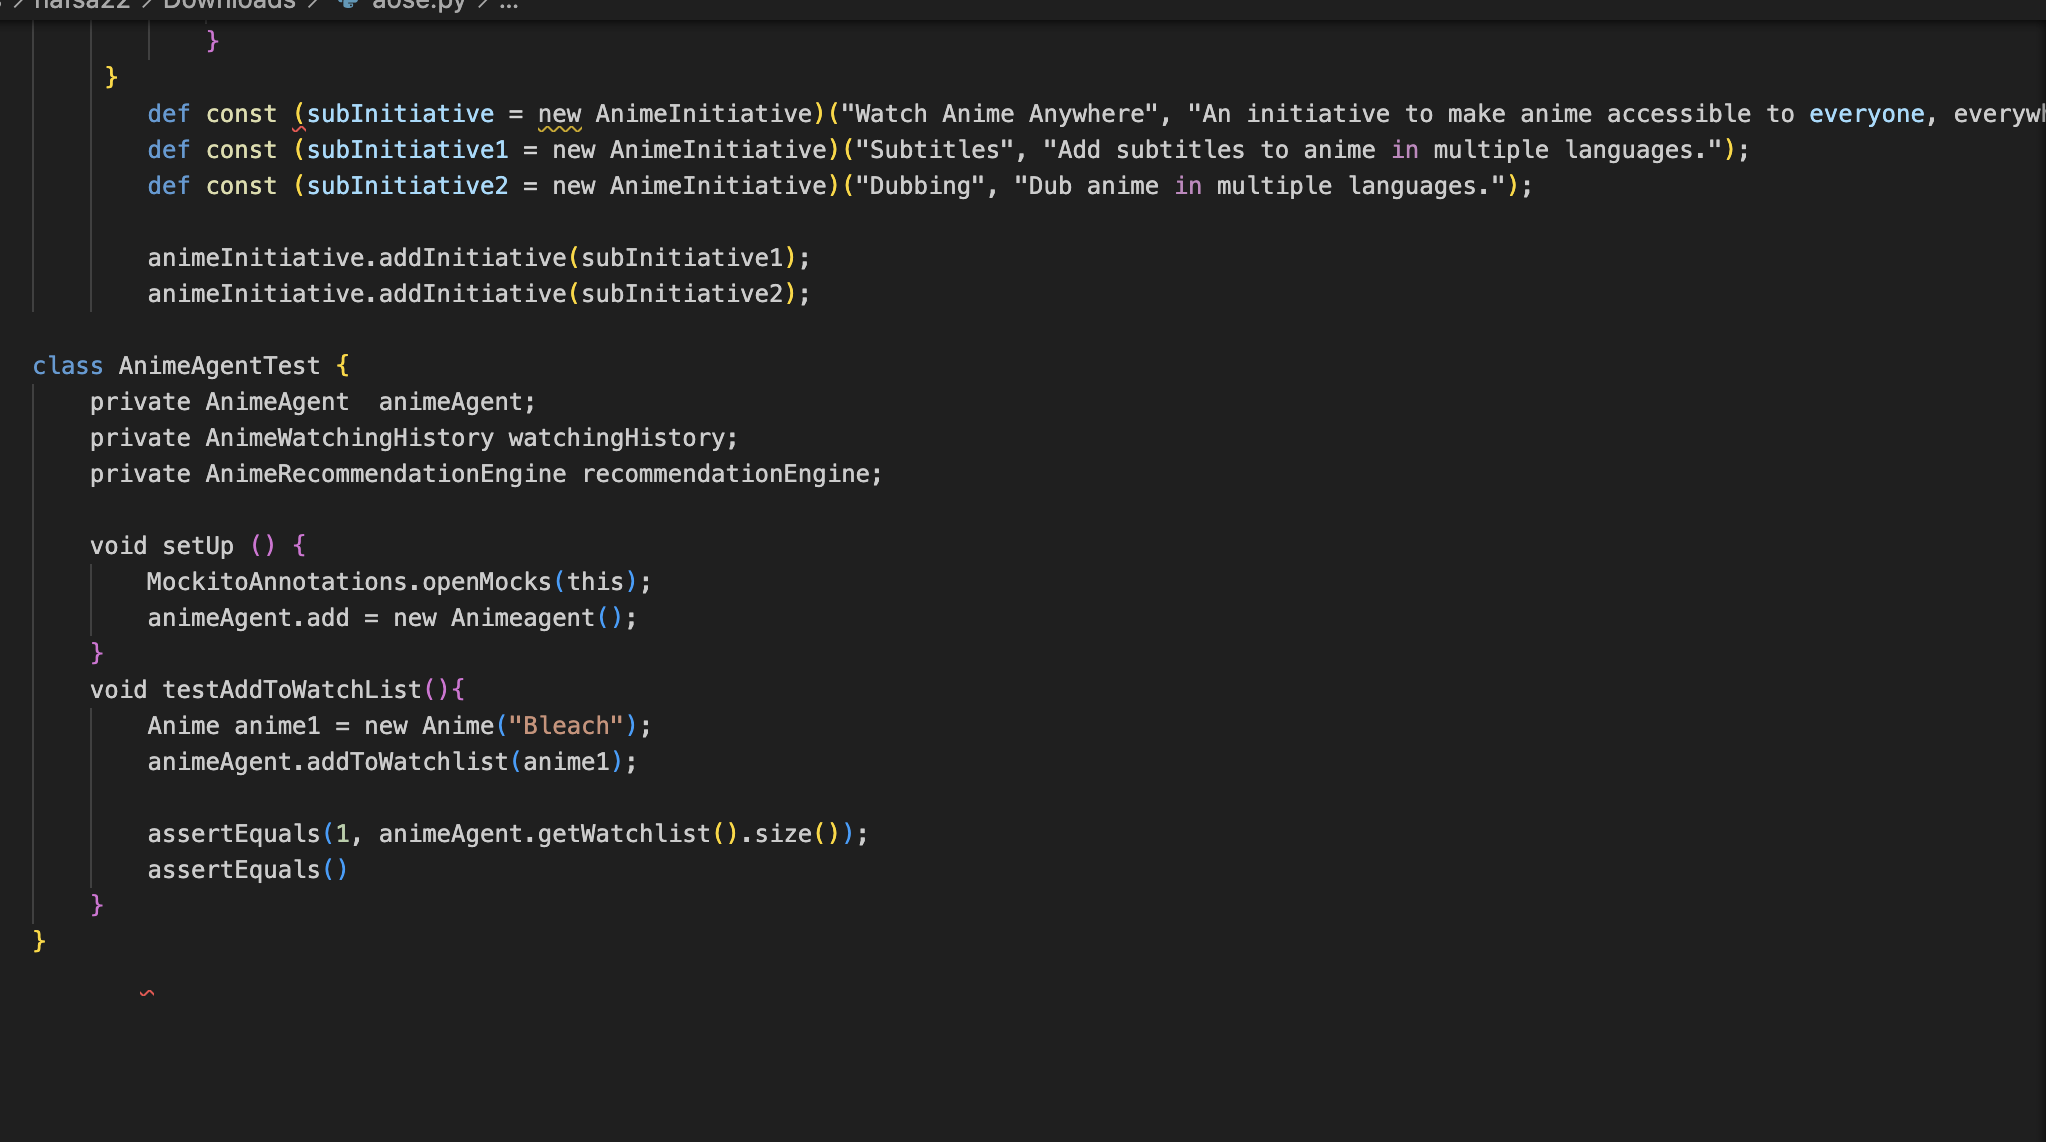 hafsa22 > Downloads > aose.py > ...
}
}
def const (subInitiative = new AnimeInitiative)("Watch Anime Anywhere", "An initiative to make anime accessible to everyone,
def const (subInitiative1 = new AnimeInitiative)("Subtitles", "Add subtitles to anime in multiple languages.");
def const (subInitiative2 = new AnimeInitiative)("Dubbing", "Dub anime in multiple languages.");
animeInitiative.addInitiative(subInitiative1);
animeInitiative.addInitiative(subInitiative2);
class AnimeAgentTest {
private AnimeAgent  animeAgent;
private AnimeWatchingHistory watchingHistory;
private AnimeRecommendationEngine recommendationEngine;
void setUp () {
MockitoAnnotations.openMocks(this);
animeAgent.add = new Animeagent();
}
void testAddToWatchList(){
Anime anime1 = new Anime("Bleach");
animeAgent.addToWatchlist(anime1);
assertEquals(1, animeAgent.getWatchlist().size());
assertEquals()
}
}